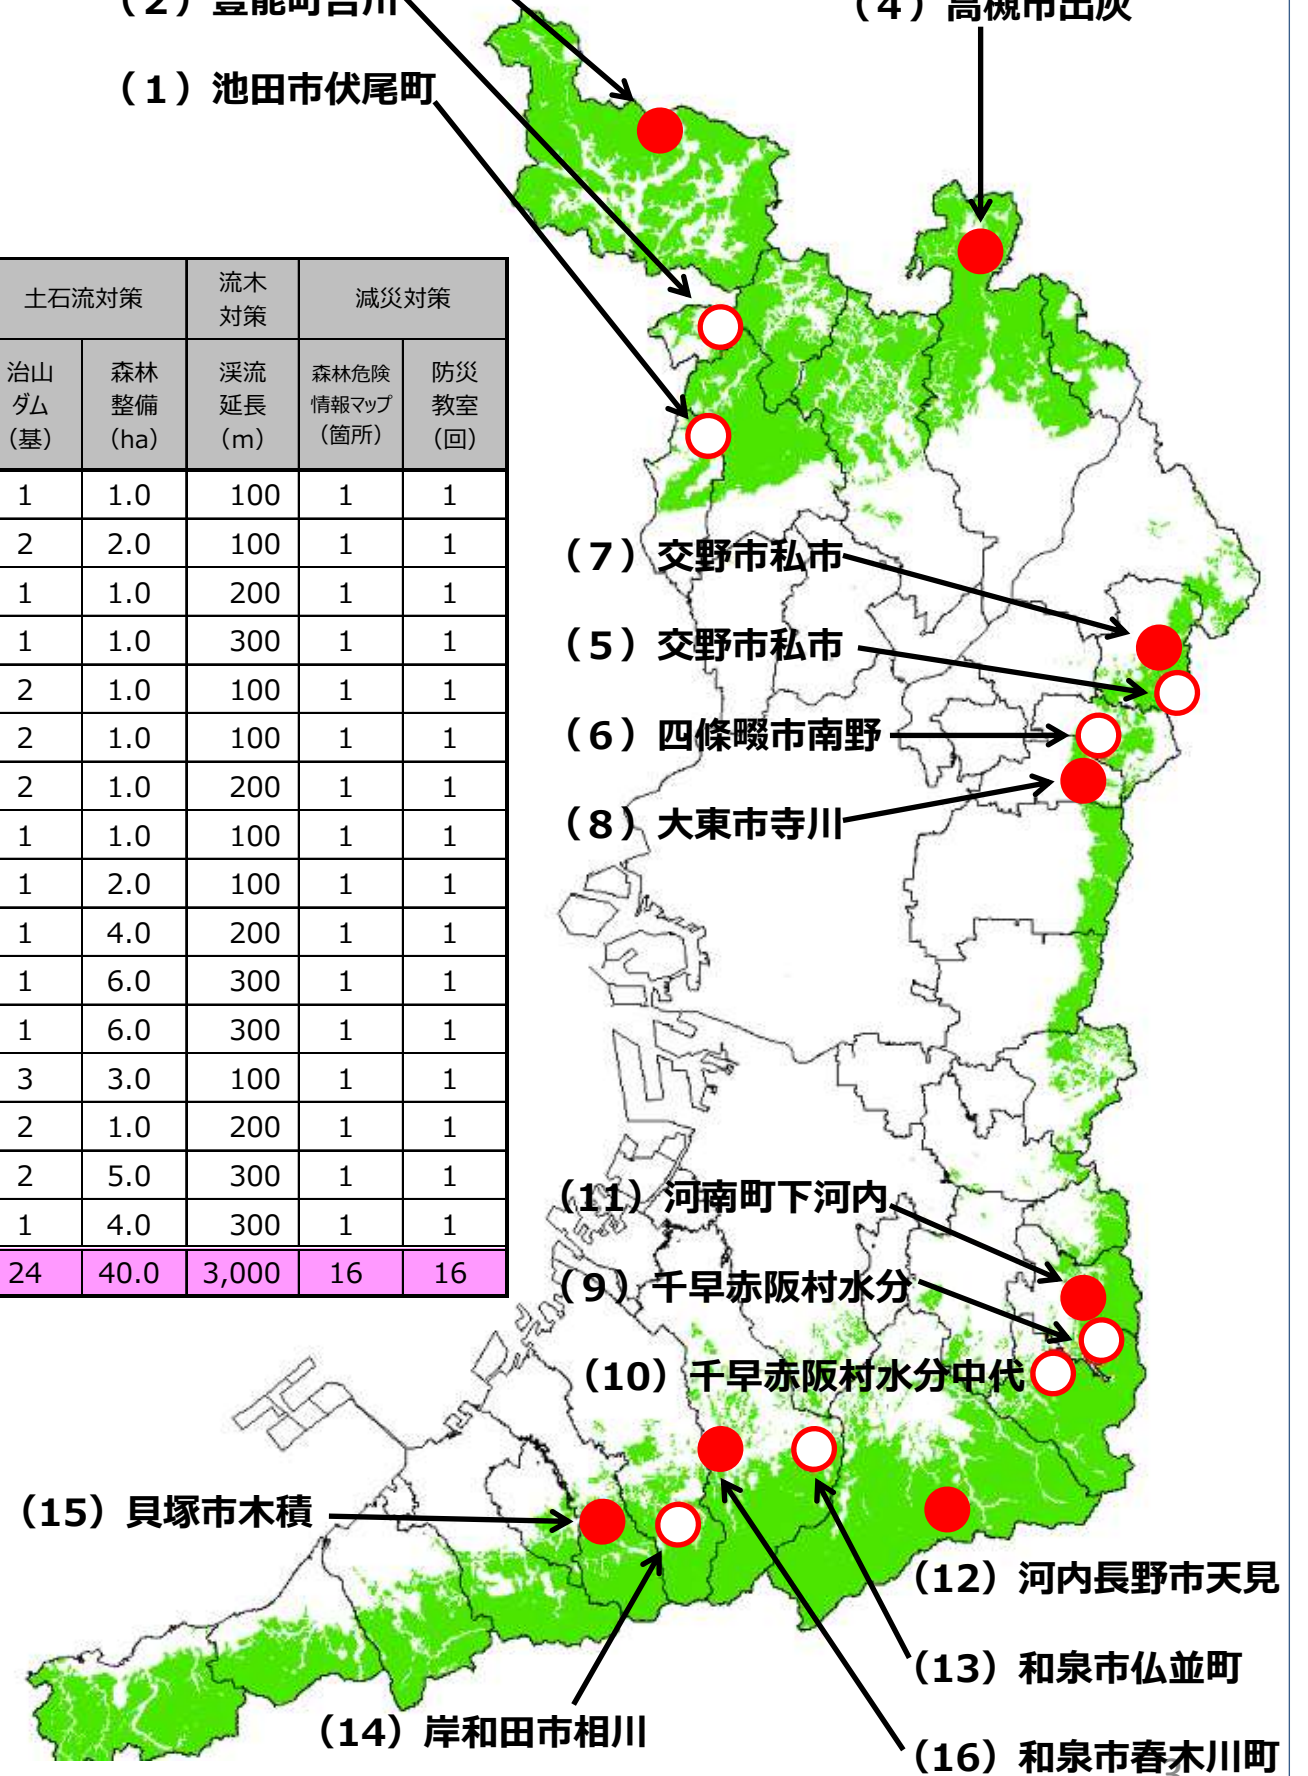 （２）豊能町吉川
（４）高槻市出灰
（１）池田市伏尾町
土石流対策 流木対策 減災対策
治山ダム（基） 森林整備（ha） 渓流延長（m） 森林危険情報マップ（箇所） 防災教室（回）
1 1.0 100 1 1
2 2.0 100 1 1
1 1.0 200 1 1
1 1.0 300 1 1
2 1.0 100 1 1
2 1.0 100 1 1
2 1.0 200 1 1
1 1.0 100 1 1
1 2.0 100 1 1
1 4.0 200 1 1
1 6.0 300 1 1
1 6.0 300 1 1
3 3.0 100 1 1
2 1.0 200 1 1
2 5.0 300 1 1
1 4.0 300 1 1
24 40.0 3,000 16 16
（７）交野市私市
（５）交野市私市
（６）四條畷市南野
（８）大東市寺川
（11）河南町下河内
（９）千早赤阪村水分
（10）千早赤阪村水分中代
（15）貝塚市木積
（12）河内長野市天見
（13）和泉市仏並町
（14）岸和田市相川
（16）和泉市春木川町